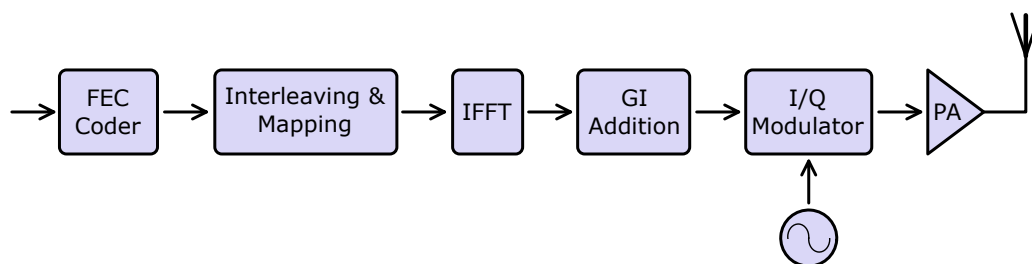 FEC
Coder
Interleaving &
Mapping
IFFT
GI
Addition
I/Q
Modulator
PA